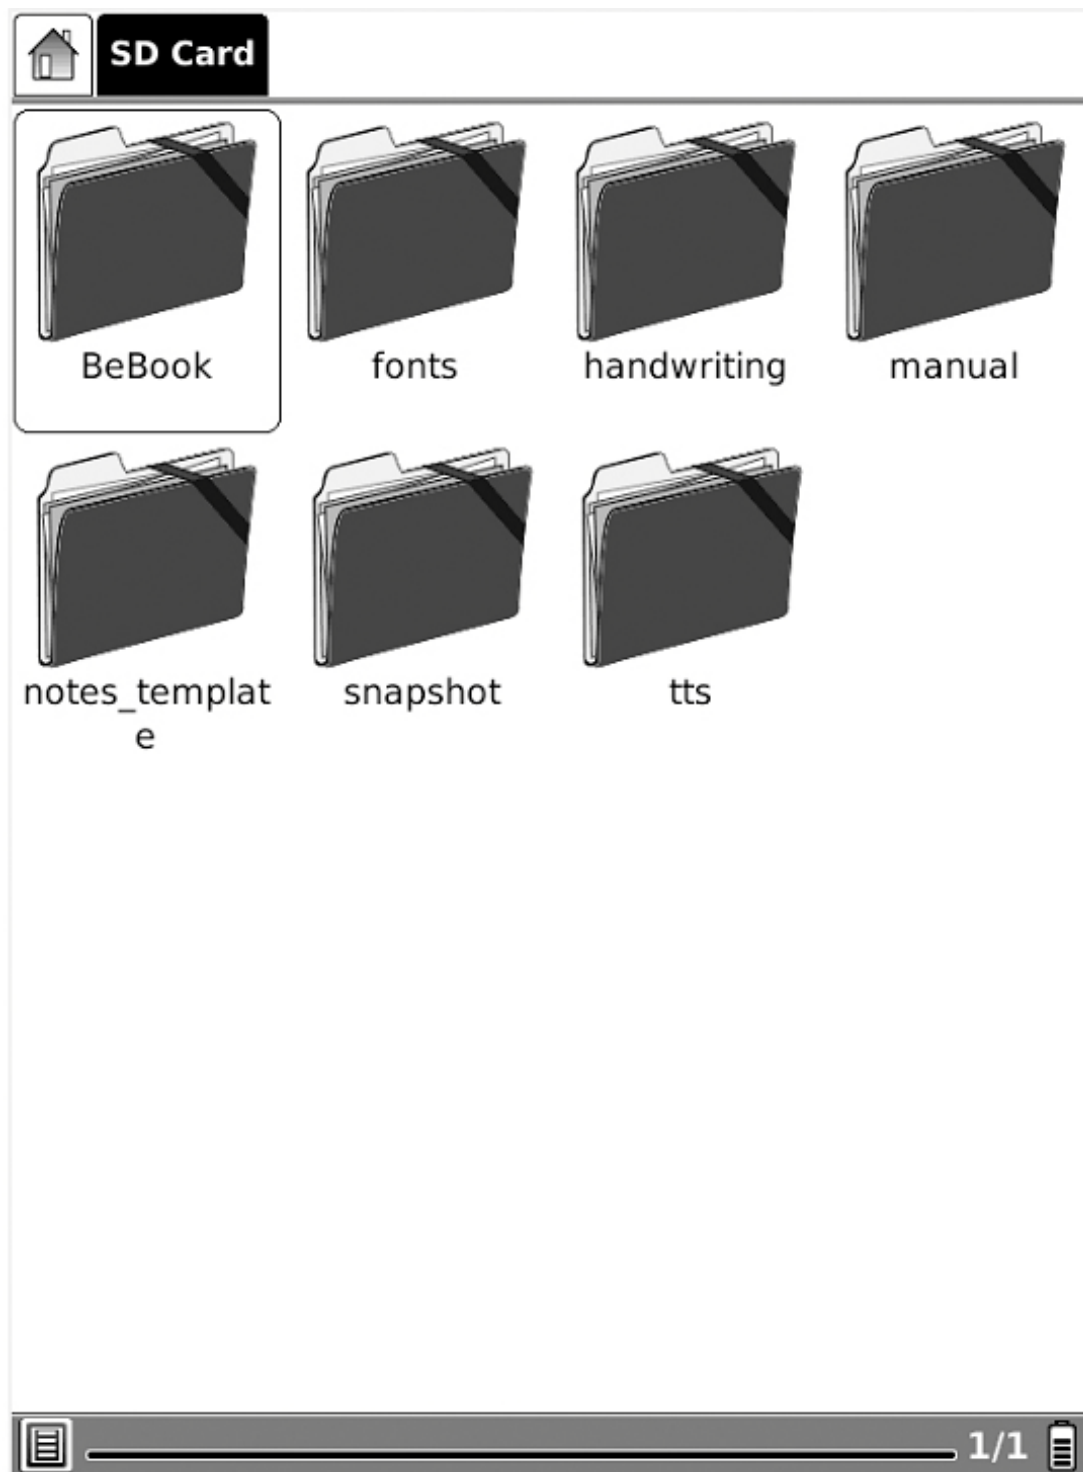 SD Card
BeBook
fonts
handwriting
manual
notes_templat
e
snapshot
tts
1/1